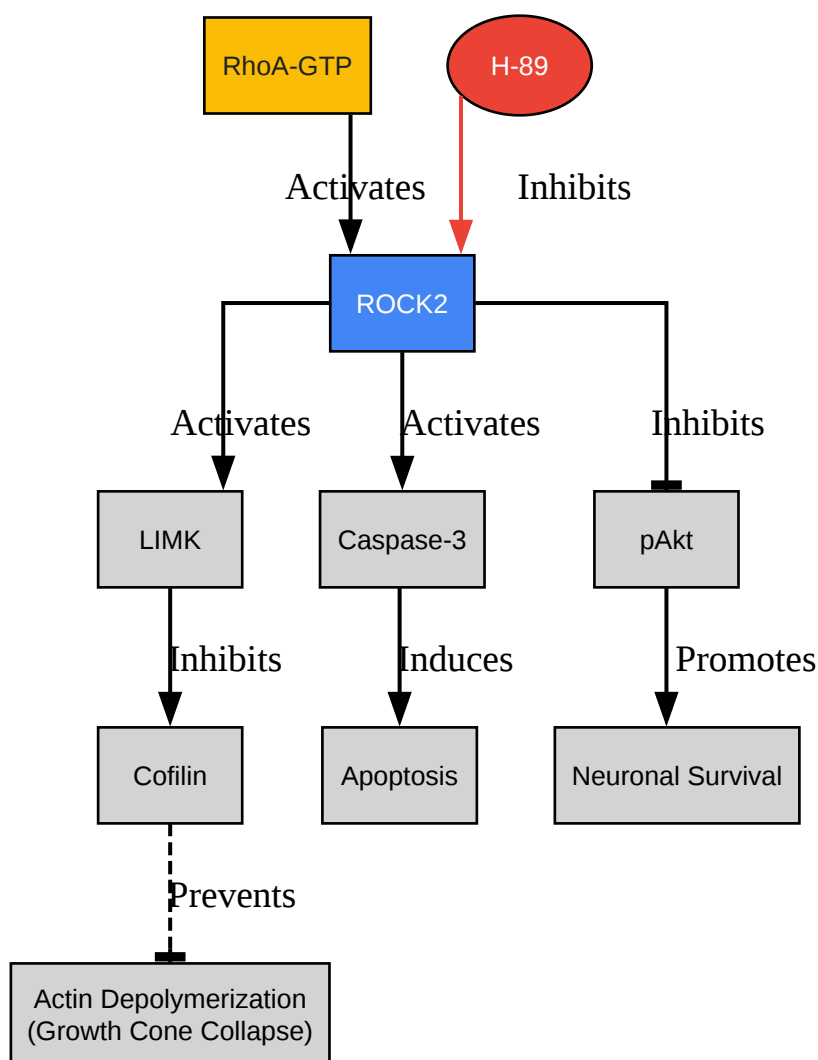 RhoA-GTP
H-89
Activates
Inhibits
ROCK2
Activates
Activates
Inhibits
LIMK
Caspase-3
pAkt
Inhibits
Induces
Promotes
Cofilin
Apoptosis
Neuronal Survival
Prevents
Actin Depolymerization
(Growth Cone Collapse)